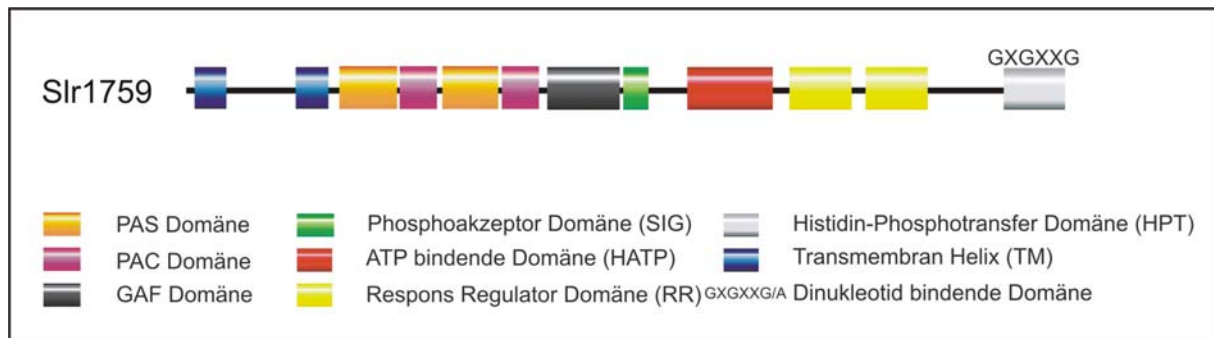 GXGXXG
Slr1759
PAS Domäne
Phosphoakzeptor Domäne (SIG)
Histidin-Phosphotransfer Domäne (HPT)
PAC Domäne
ATP bindende Domäne (HATP)
Transmembran Helix (TM)
GAF Domäne
Respons Regulator Domäne (RR)
GXGXXG/A Dinukleotid bindende Domäne